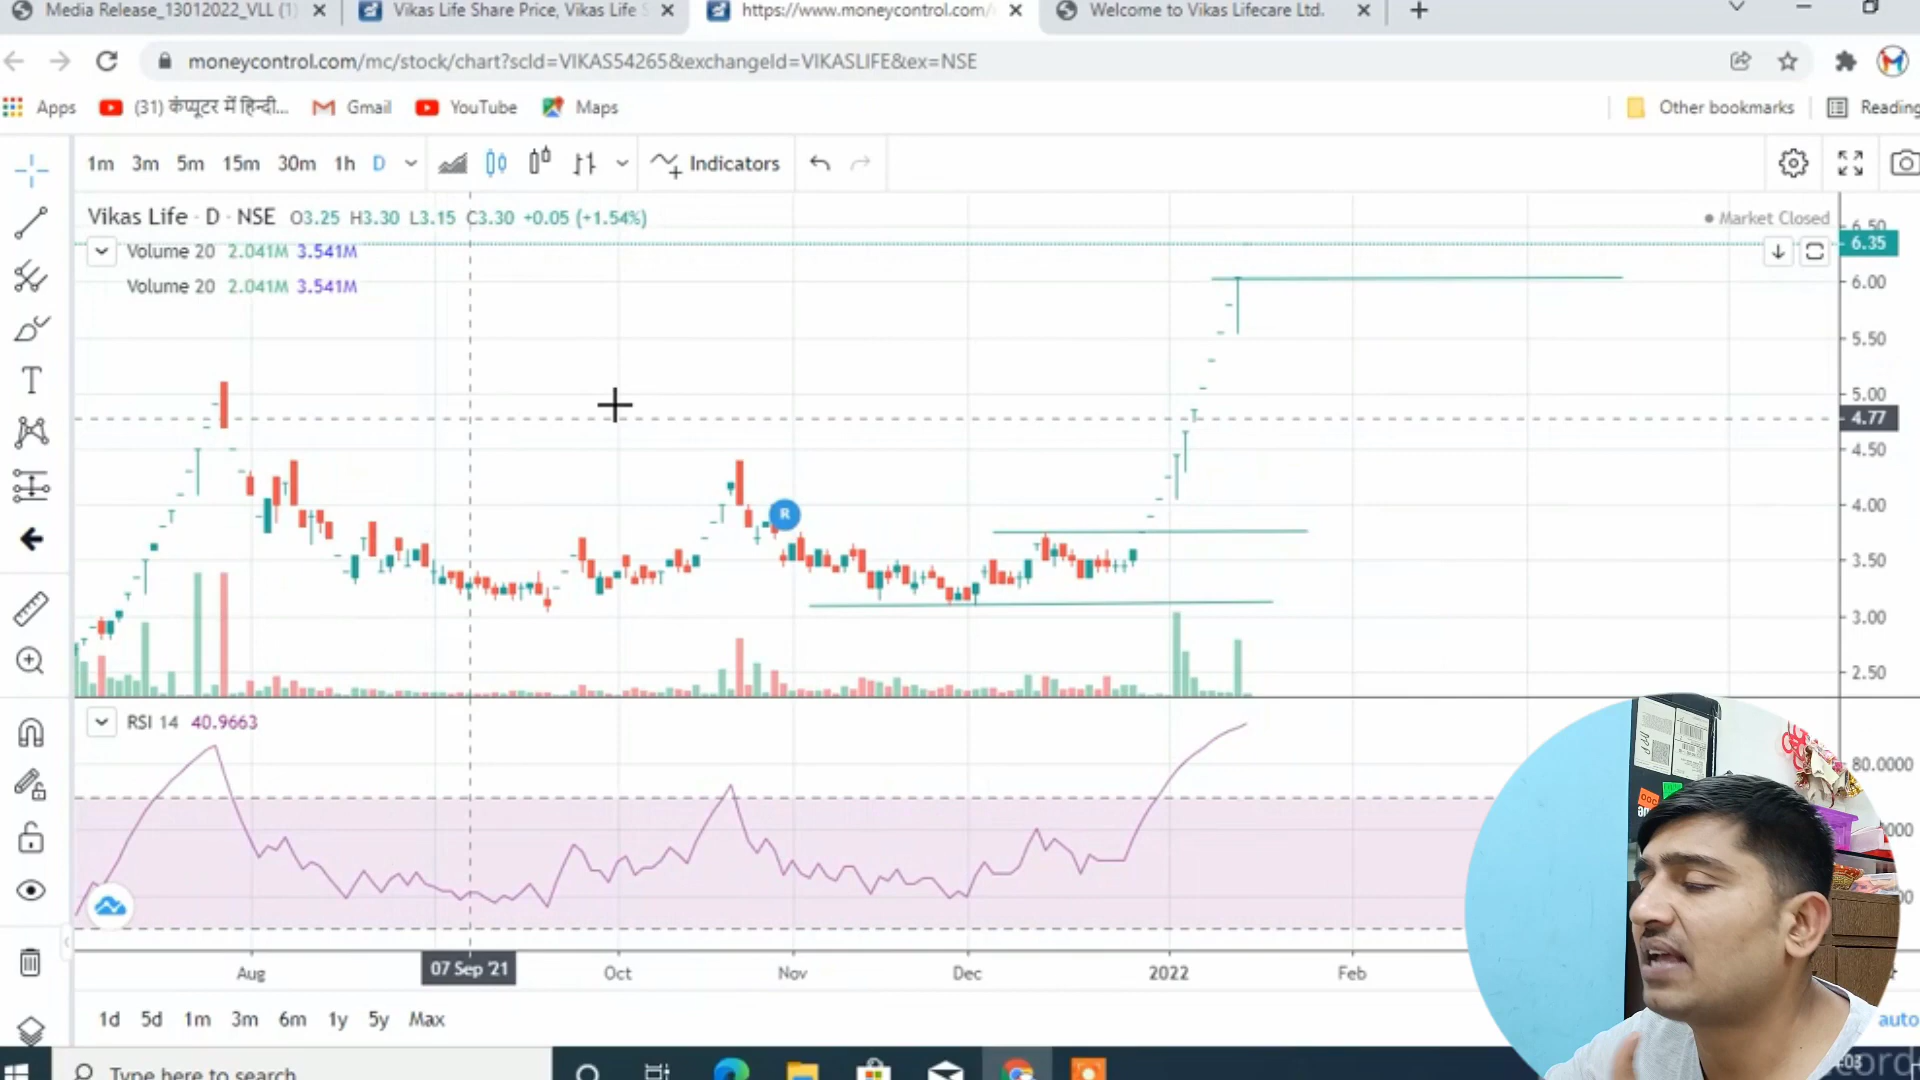 Media Release_13012022_VLL (1)
Vikas Life Share Price, Vikas Life S
https://www.moneycontrol.com/
Welcome to Vikas Lifecare Ltd.
moneycontrol.com/mc/stock/chart?scId=VIKAS54265&exchangeId=VIKASLIFE&ex=NSE
Apps (31) कंप्यूटर में हिन्दी... Gmail YouTube Maps Other bookmarks Reading
1m 3m 5m 15m 30m 1h D Indicators
Vikas Life · D · NSE O3.25 H3.30 L3.15 C3.30 +0.05 (+1.54%)
Market Closed
Volume 20 2.041M 3.541M
Volume 20 2.041M 3.541M
6.50
6.35
6.00
5.50
5.00
4.77
4.50
4.00
3.50
3.00
2.50
R
RSI 14 40.9663
80.0000
Aug 07 Sep '21 Oct Nov Dec 2022 Feb
1d 5d 1m 3m 6m 1y 5y Max
auto
Type here to search